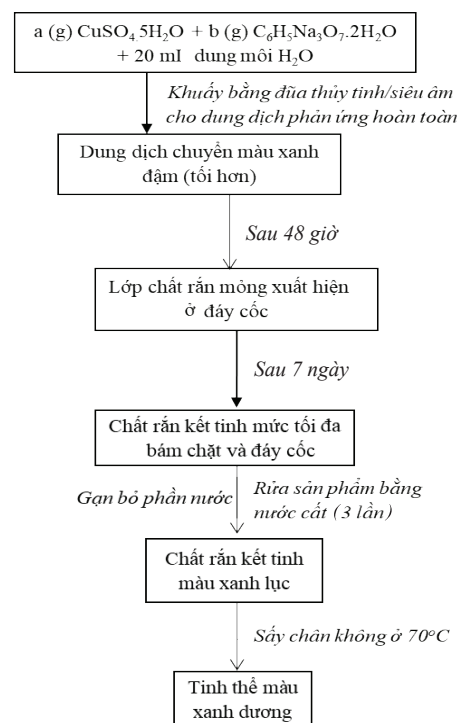 a (g) CuSO₄.5H₂O + b (g) C₆H₅Na₃O₇.2H₂O
+ 20 mI dung môi H₂O
Khuấy bằng đũa thủy tinh/siêu âm
cho dung dịch phản ứng hoàn toàn
Dung dịch chuyển màu xanh
đậm (tối hơn)
Sau 48 giờ
Lớp chất rắn mỏng xuất hiện
ở đáy cốc
Sau 7 ngày
Chất rắn kết tinh mức tối đa
bám chặt và đáy cốc
Gạn bỏ phần nước
Rửa sản phẩm bằng
nước cất (3 lần)
Chất rắn kết tinh
màu xanh lục
Sấy chân không ở 70°C
Tinh thể màu
xanh dương